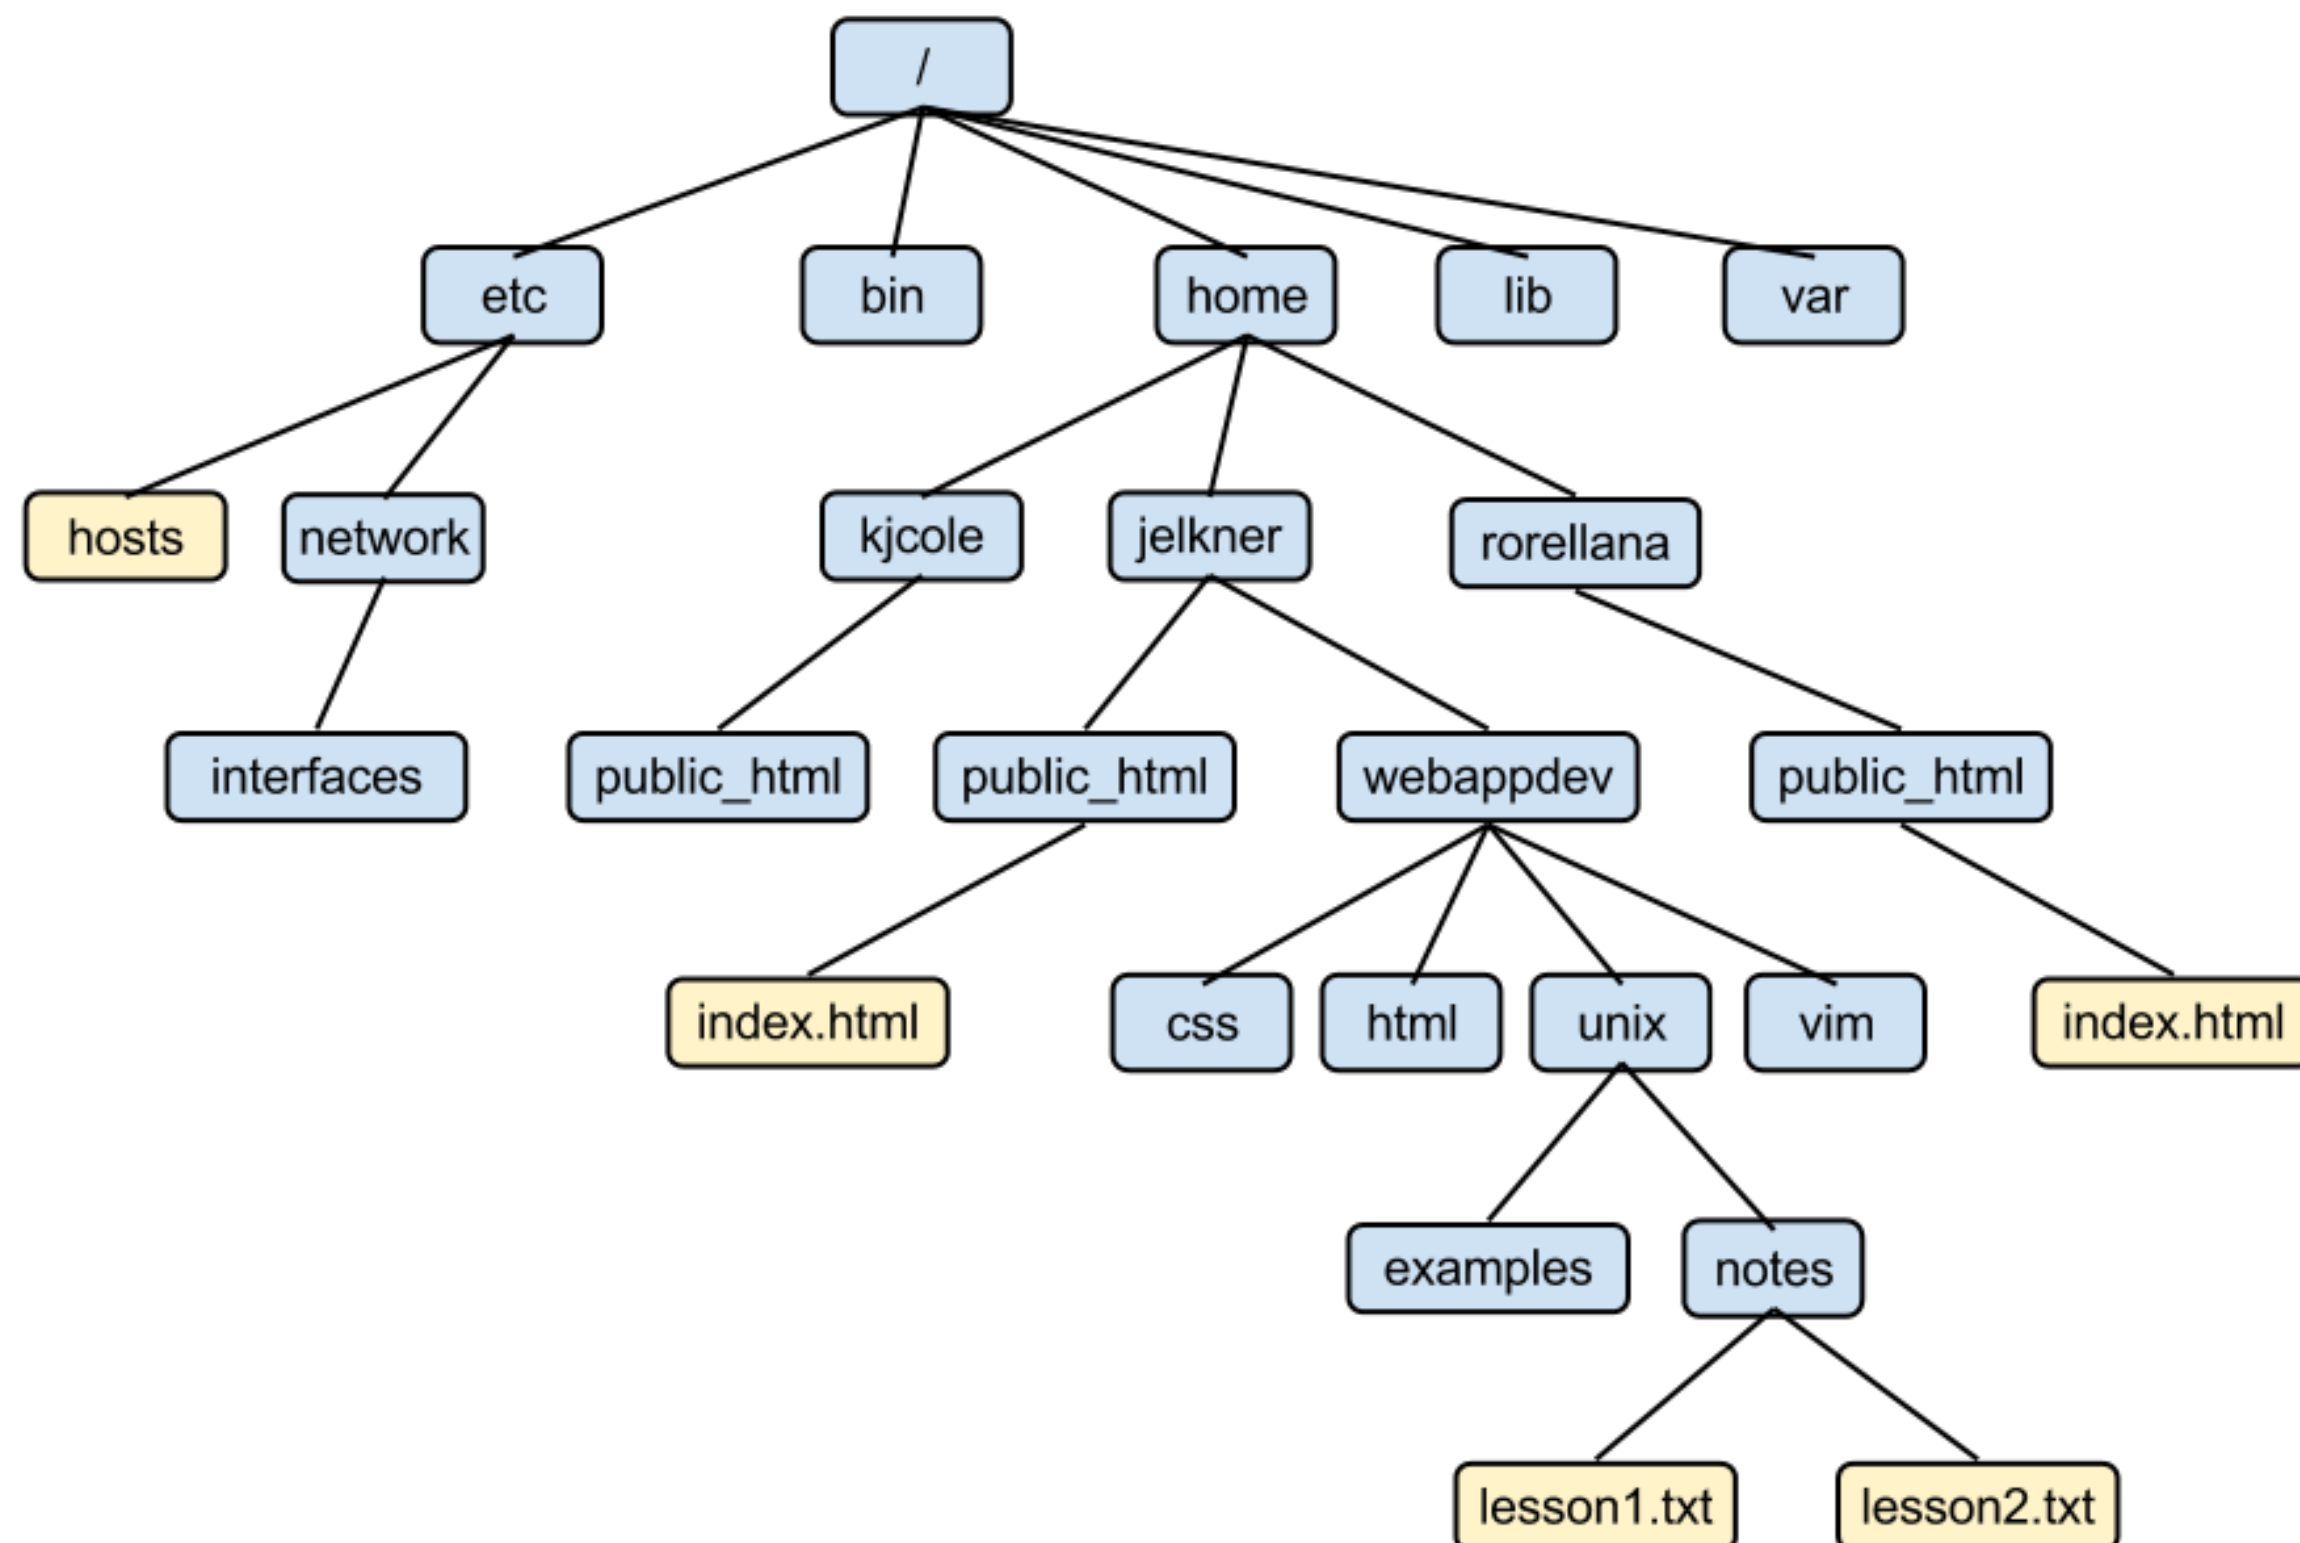 /
etc bin home lib var
hosts network kjcole jelkner rorellana
interfaces public_html public_html webappdev public_html
index.html css html unix vim index.html
examples notes
lesson1.txt lesson2.txt